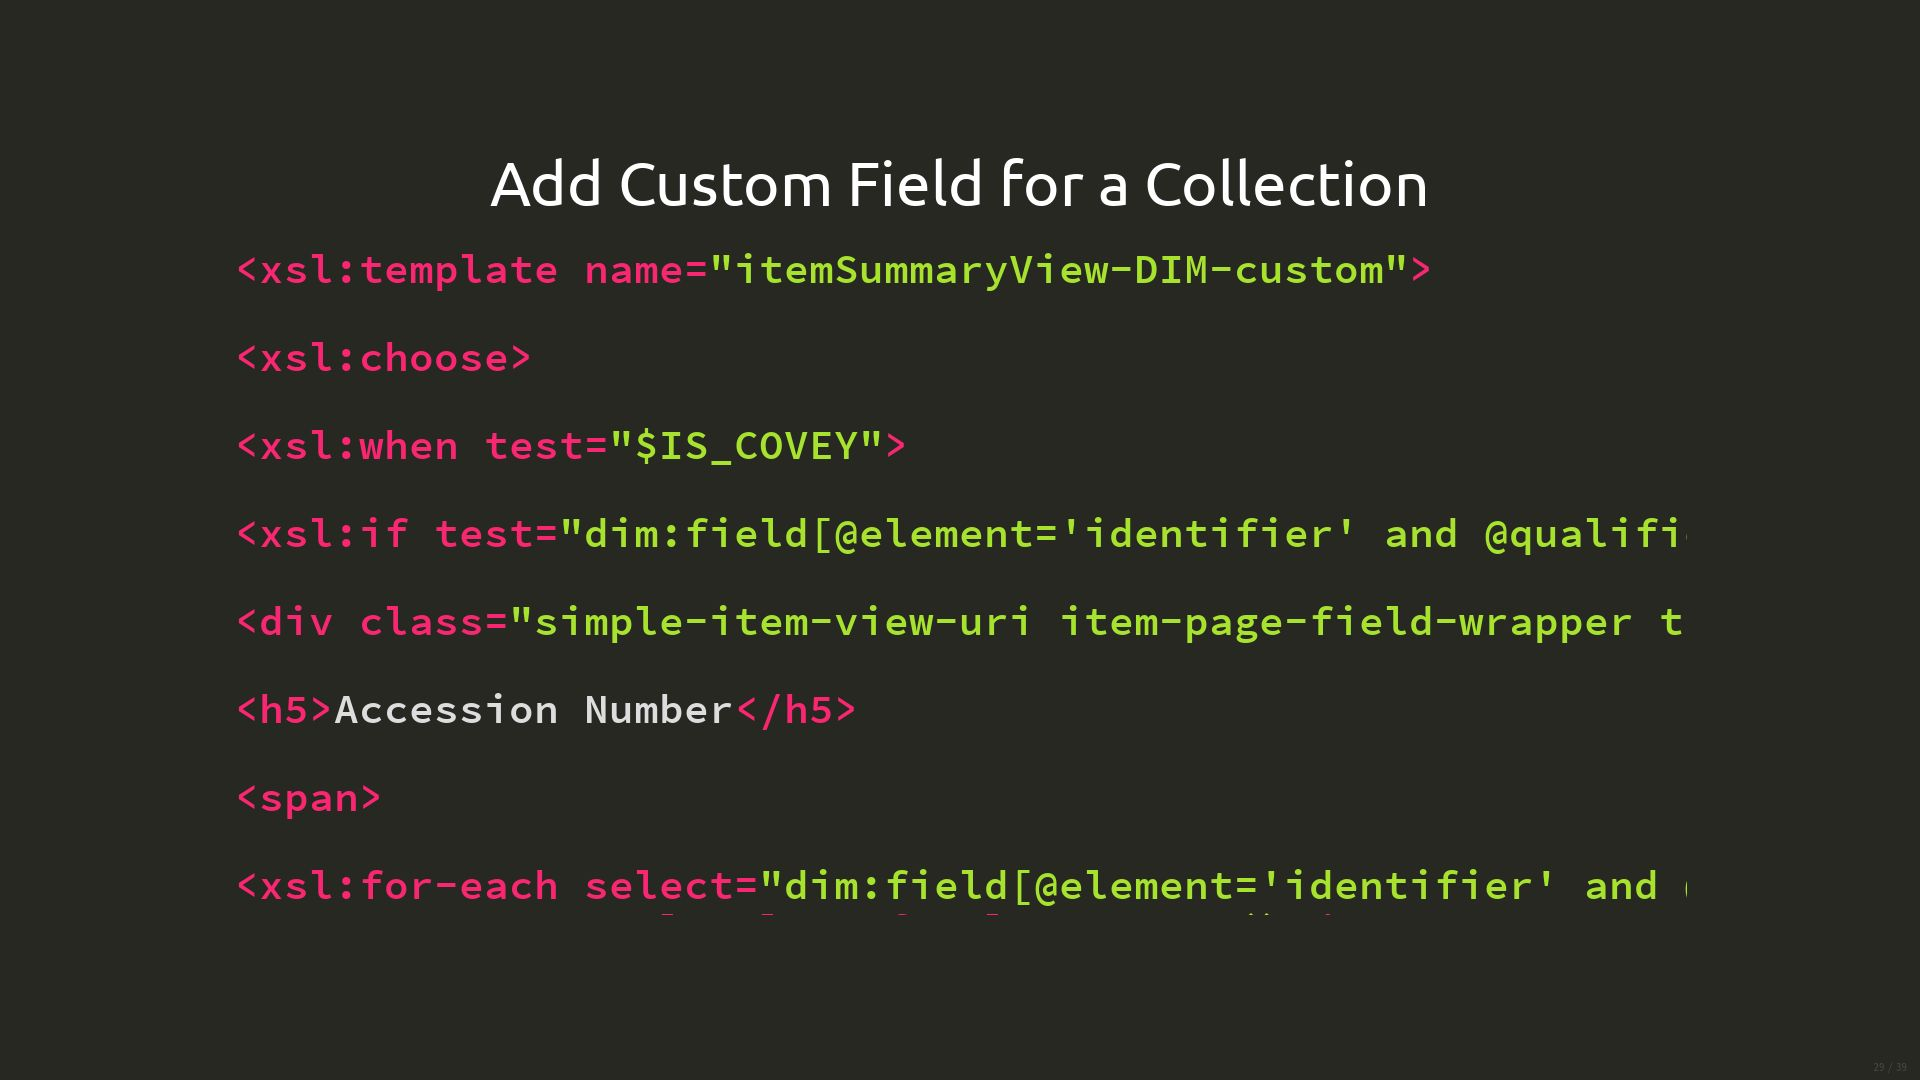 Add Custom Field for a Collection
<xsl:template name="itemSummaryView-DIM-custom">
<xsl:choose>
<xsl:when test="$IS_COVEY">
<xsl:if test="dim:field[@element='identifier' and
<div class="simple-item-view-uri item-page-field-wrapper
<h5>Accession Number</h5>
<span>
<xsl:for-each select="dim:field[@element='identifier' and
29 / 39